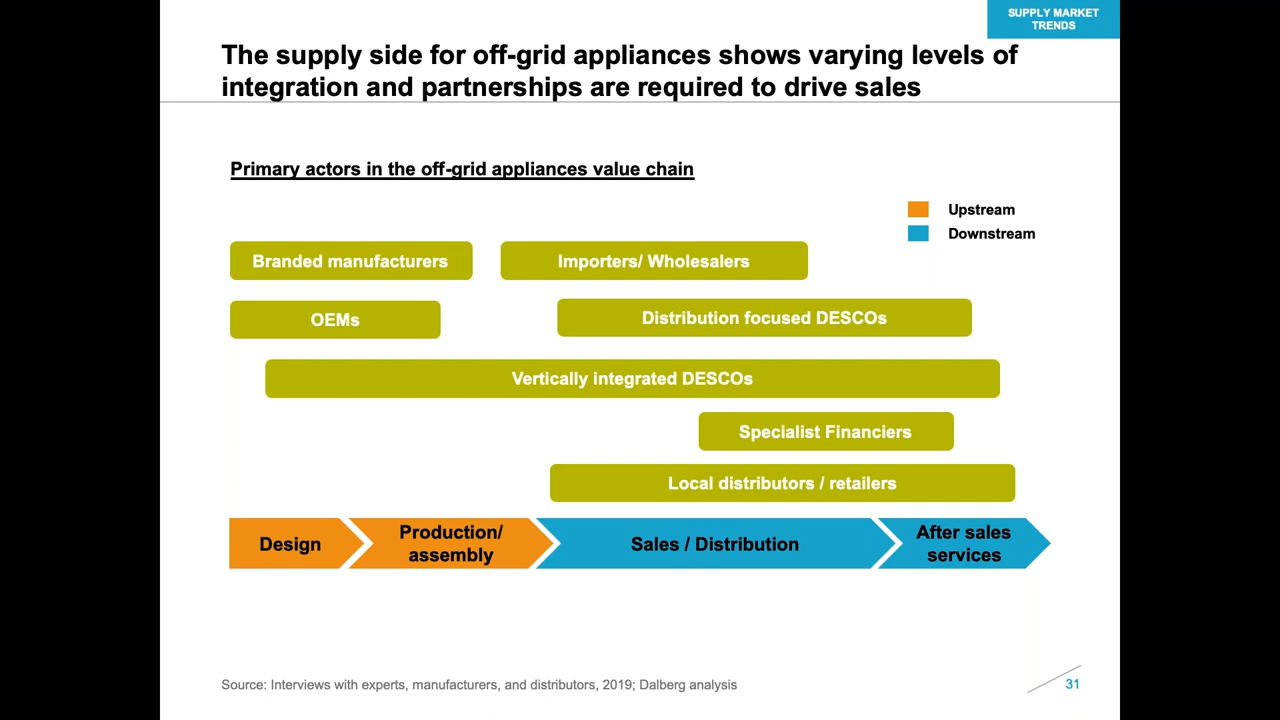 SUPPLY MARKET
TRENDS
The supply side for off-grid appliances shows varying levels of
integration and partnerships are required to drive sales
Primary actors in the off-grid appliances value chain
Upstream
Downstream
Branded manufacturers
Importers/ Wholesalers
OEMs
Distribution focused DESCOs
Vertically integrated DESCOs
Specialist Financiers
Local distributors / retailers
Design
Production/
assembly
Sales / Distribution
After sales
services
Source: Interviews with experts, manufacturers, and distributors, 2019; Dalberg analysis
31